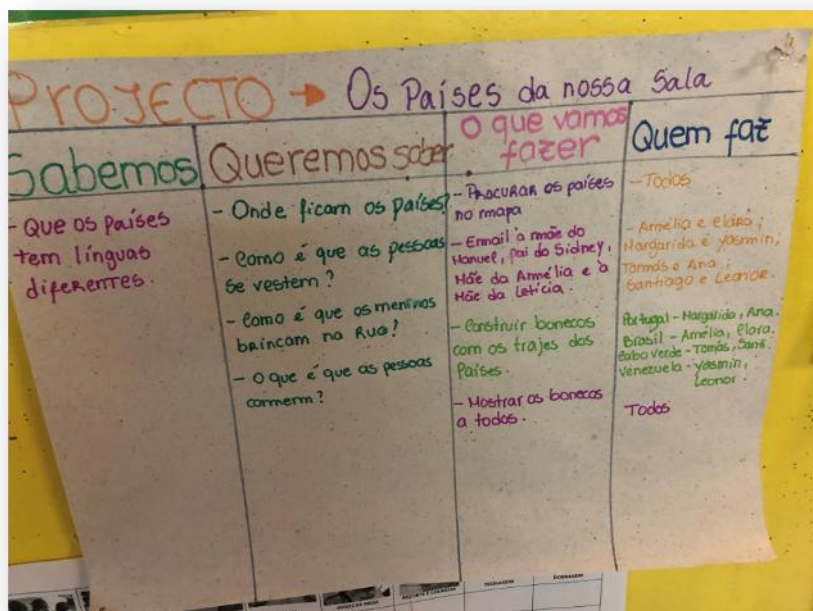 PROJECTO → Os Países da nossa Sala
Sabemos
- Que os países
tem línguas
diferentes.
Queremos saber
- Onde ficam os países?
- Como é que as pessoas
se vestem?
- Como é que os meninos
brincam na Rua?
- O que é que as pessoas
comem?
O que vamos
fazer
- Procurar os países
no mapa
- Email à mãe do
Manuel, pai do Sidney,
Mãe da Amélia e à
Mãe da Letícia.
- Construir bonecos
com os trajes dos
Países.
- Mostrar os bonecos
a todos.
Quem faz
- Todos
- Amélia e Clara;
Margarida e Yasmin;
Tomás e Ana;
Santiago e Leonor.
Portugal - Margarida, Ana.
Brasil - Amélia, Clara.
Cabo Verde - Tomás, Santi.
Venezuela - Yasmin,
Leonor.
Todos